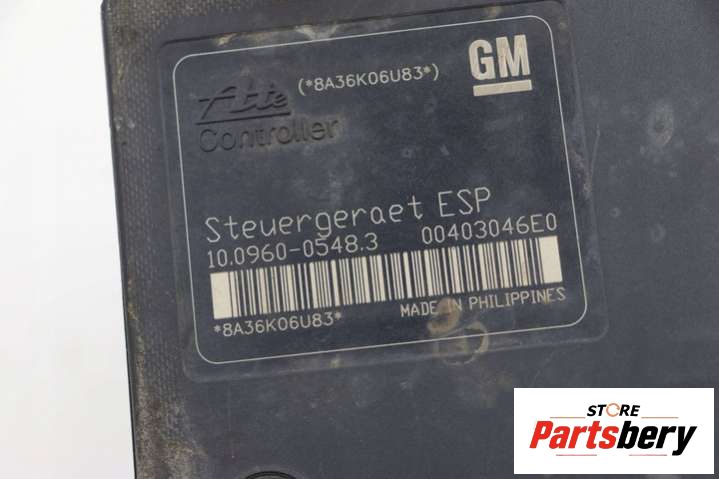 (*8A36K06U83*)
GM
Ate
Controller
Steuergeraet ESP
10.0960-0548.3 00403046E0
*8A36K06U83*
MADE IN PHILIPPINES
STORE
Partsbery